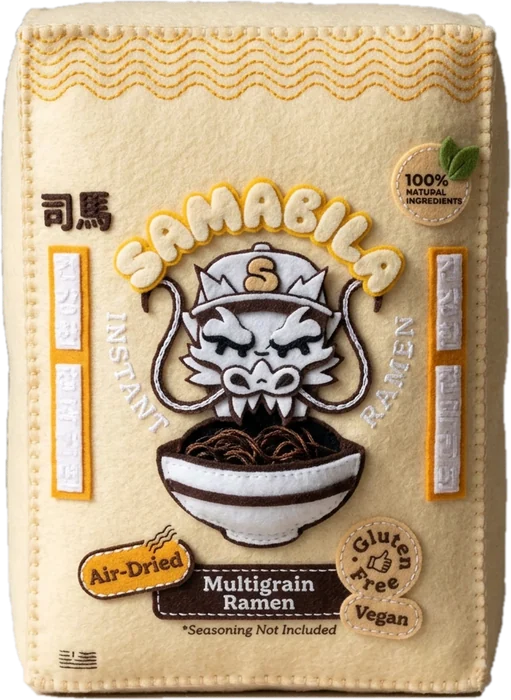 100%
NATURAL
INGREDIENTS
司馬
SAMABILA
S
INSTANT
RAMEN
Air-Dried
Multigrain
Ramen
*Seasoning Not Included
Gluten
Free
Vegan